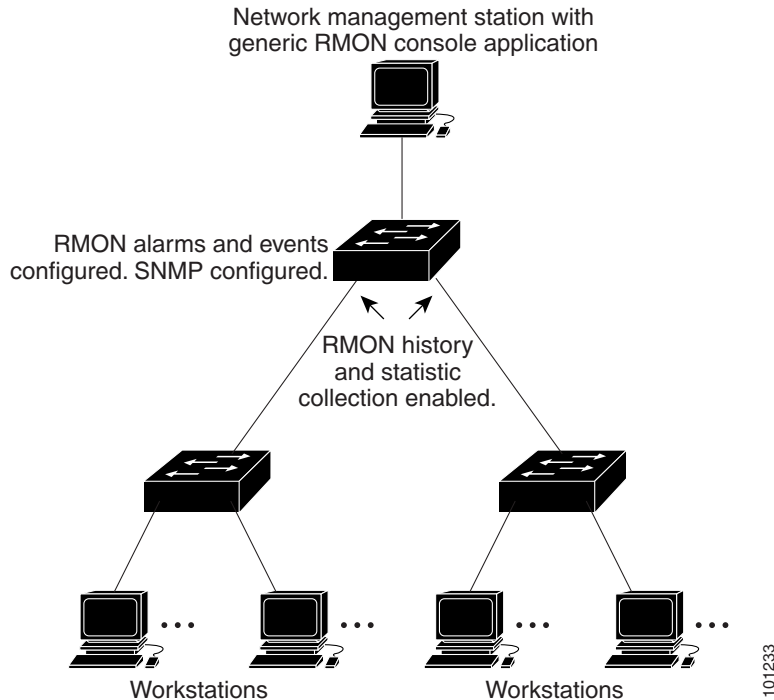 Network management station with
generic RMON console application
RMON alarms and events
configured. SNMP configured.
RMON history
and statistic
collection enabled.
Workstations
Workstations
101233